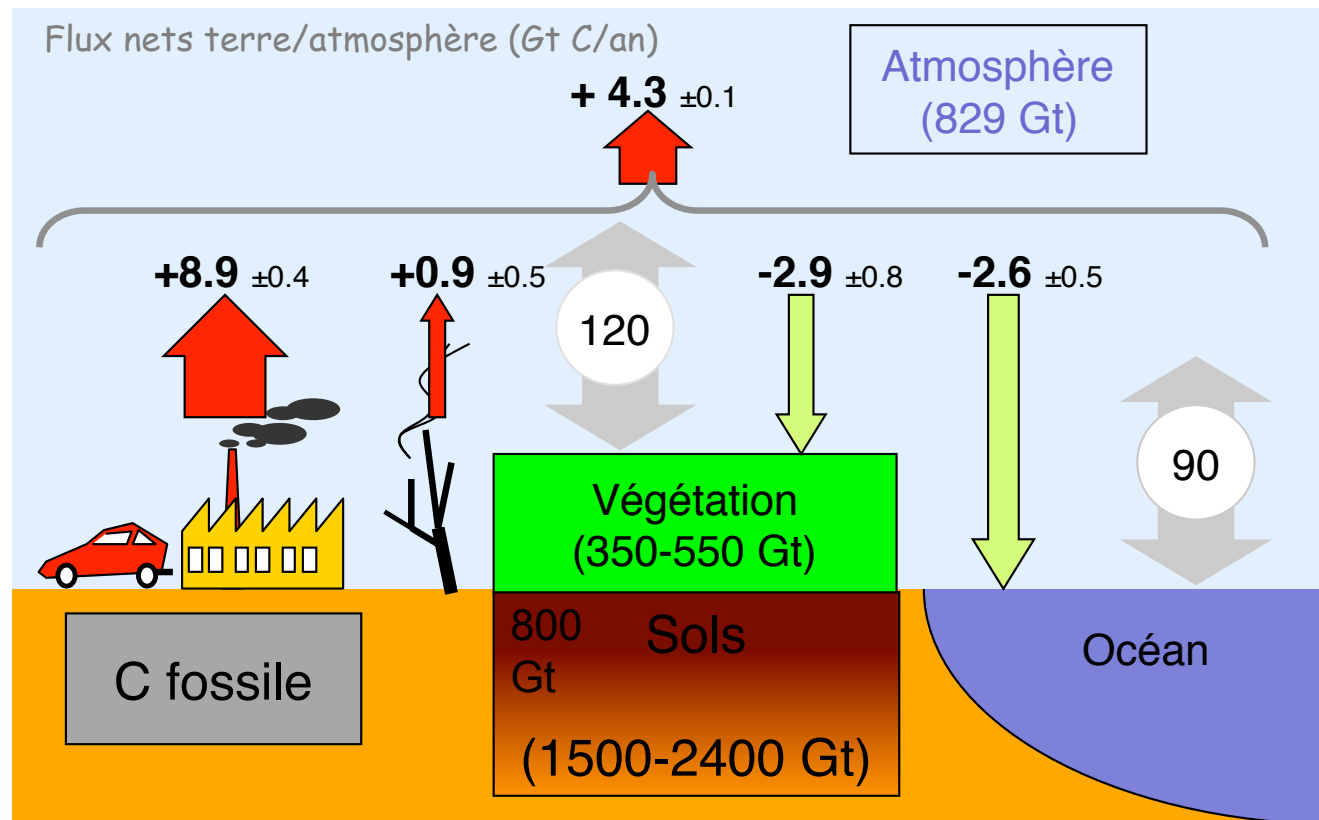 Flux nets terre/atmosphère (Gt C/an)
Atmosphère
(829 Gt)
+ 4.3 ±0.1
+8.9 ±0.4
+0.9 ±0.5
120
-2.9 ±0.8
-2.6 ±0.5
90
Végétation
(350-550 Gt)
800
Gt
Sols
(1500-2400 Gt)
C fossile
Océan